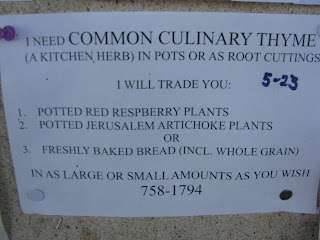 I NEED COMMON CULINARY THYME
(A KITCHEN HERB) IN POTS OR AS ROOT CUTTINGS
I WILL TRADE YOU:
5-23
1. POTTED RED RESPBERRY PLANTS
2. POTTED JERUSALEM ARTICHOKE PLANTS
OR
3. FRESHLY BAKED BREAD (INCL. WHOLE GRAIN)
IN AS LARGE OR SMALL AMOUNTS AS YOU WISH
758-1794